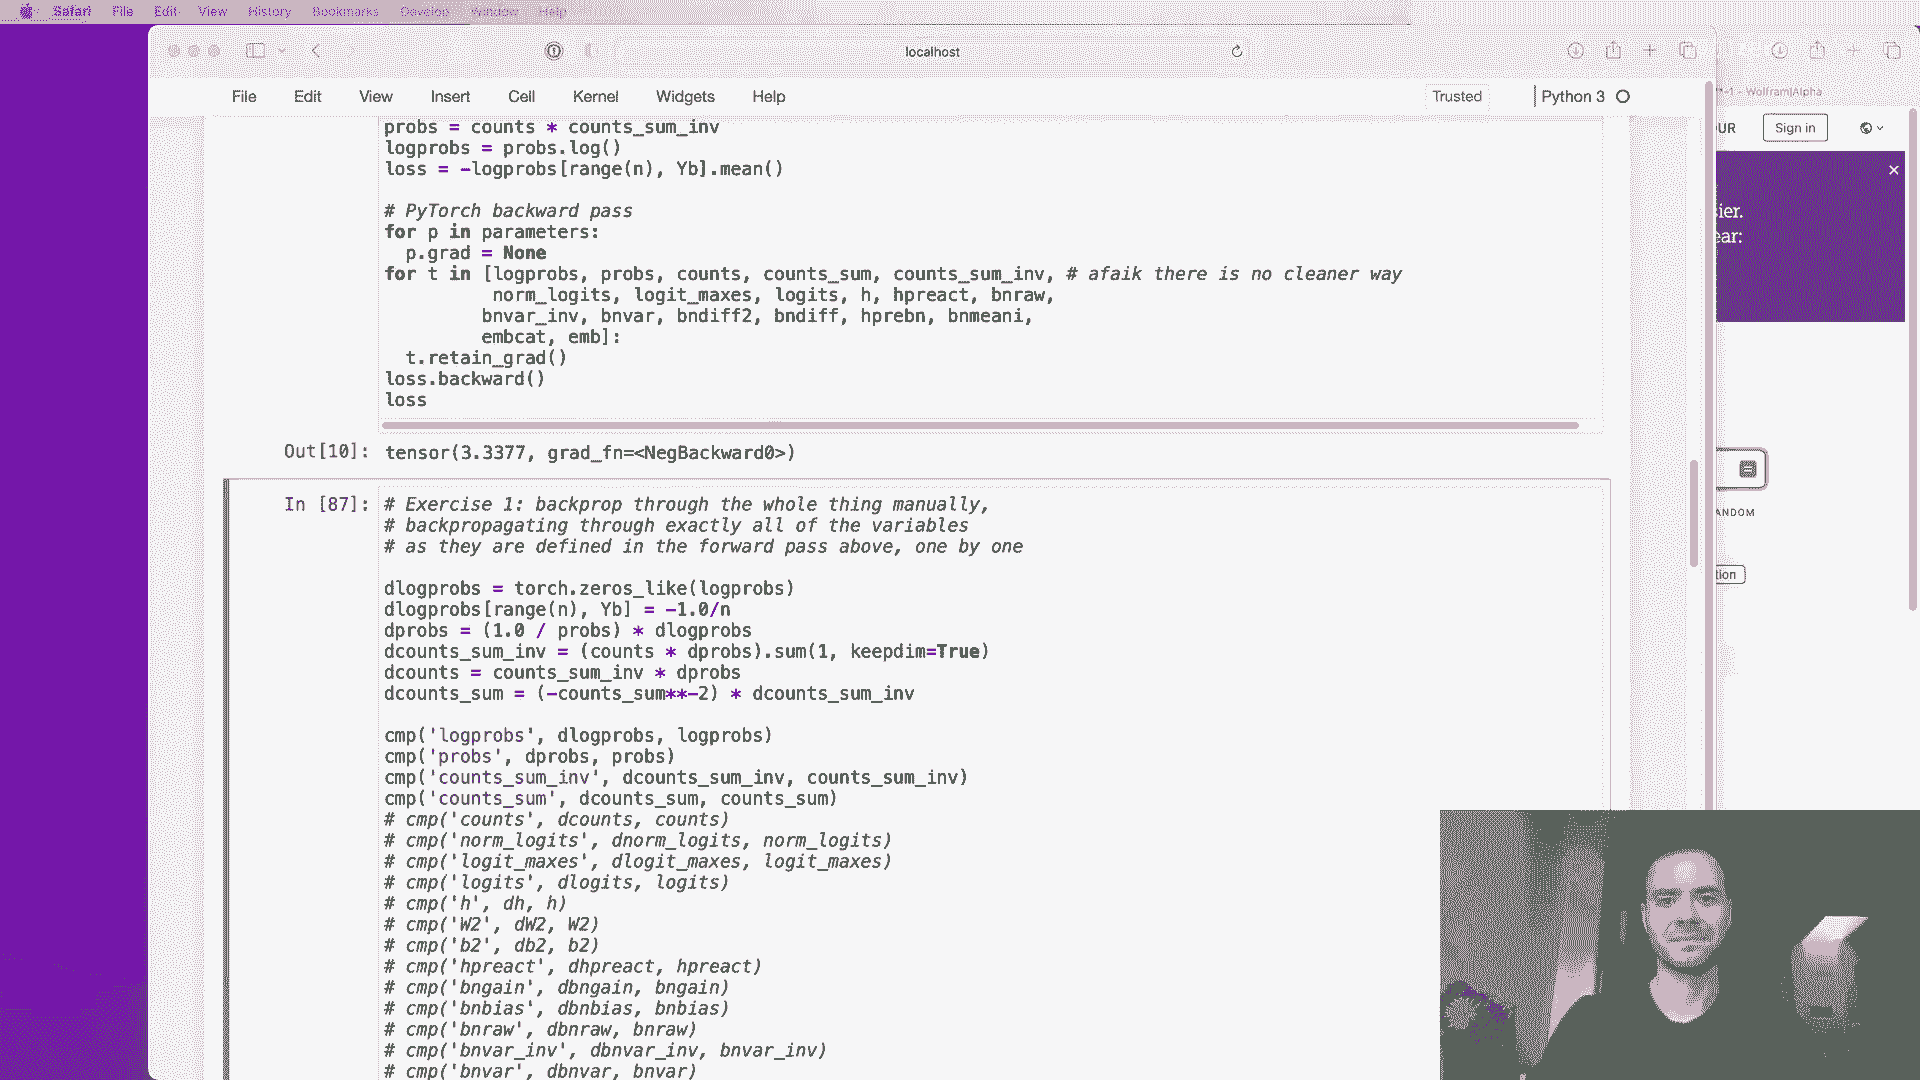 Safari File Edit View History Bookmarks Develop Window Help
localhost
-1 - Wolfram|Alpha
File Edit View Insert Cell Kernel Widgets Help
Trusted Python 3
UR Sign in
ier.
ear:
ANDOM
tion
probs = counts * counts_sum_inv
logprobs = probs.log()
loss = -logprobs[range(n), Yb].mean()
# PyTorch backward pass
for p in parameters:
p.grad = None
for t in [logprobs, probs, counts, counts_sum, counts_sum_inv, # afaik there is no cleaner way
norm_logits, logit_maxes, logits, h, hpreact, bnraw,
bnvar_inv, bnvar, bndiff2, bndiff, hprebn, bnmeani,
embcat, emb]:
t.retain_grad()
loss.backward()
loss
Out[10]: tensor(3.3377, grad_fn=<NegBackward0>)
In [87]: # Exercise 1: backprop through the whole thing manually,
# backpropagating through exactly all of the variables
# as they are defined in the forward pass above, one by one
dlogprobs = torch.zeros_like(logprobs)
dlogprobs[range(n), Yb] = -1.0/n
dprobs = (1.0 / probs) * dlogprobs
dcounts_sum_inv = (counts * dprobs).sum(1, keepdim=True)
dcounts = counts_sum_inv * dprobs
dcounts_sum = (-counts_sum**-2) * dcounts_sum_inv
cmp('logprobs', dlogprobs, logprobs)
cmp('probs', dprobs, probs)
cmp('counts_sum_inv', dcounts_sum_inv, counts_sum_inv)
cmp('counts_sum', dcounts_sum, counts_sum)
# cmp('counts', dcounts, counts)
# cmp('norm_logits', dnorm_logits, norm_logits)
# cmp('logit_maxes', dlogit_maxes, logit_maxes)
# cmp('logits', dlogits, logits)
# cmp('h', dh, h)
# cmp('W2', dW2, W2)
# cmp('b2', db2, b2)
# cmp('hpreact', dhpreact, hpreact)
# cmp('bngain', dbngain, bngain)
# cmp('bnbias', dbnbias, bnbias)
# cmp('bnraw', dbnraw, bnraw)
# cmp('bnvar_inv', dbnvar_inv, bnvar_inv)
# cmp('bnvar', dbnvar, bnvar)